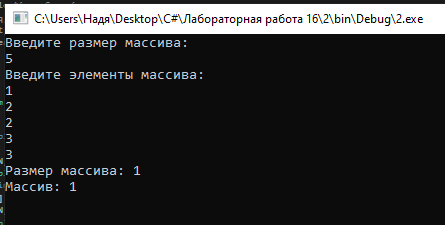 C:\Users\Надя\Desktop\C#\Лабораторная работа 16\2\bin\Debug\2.exe
Введите размер массива:
5
Введите элементы массива:
1
2
2
3
3
Размер массива: 1
Массив: 1